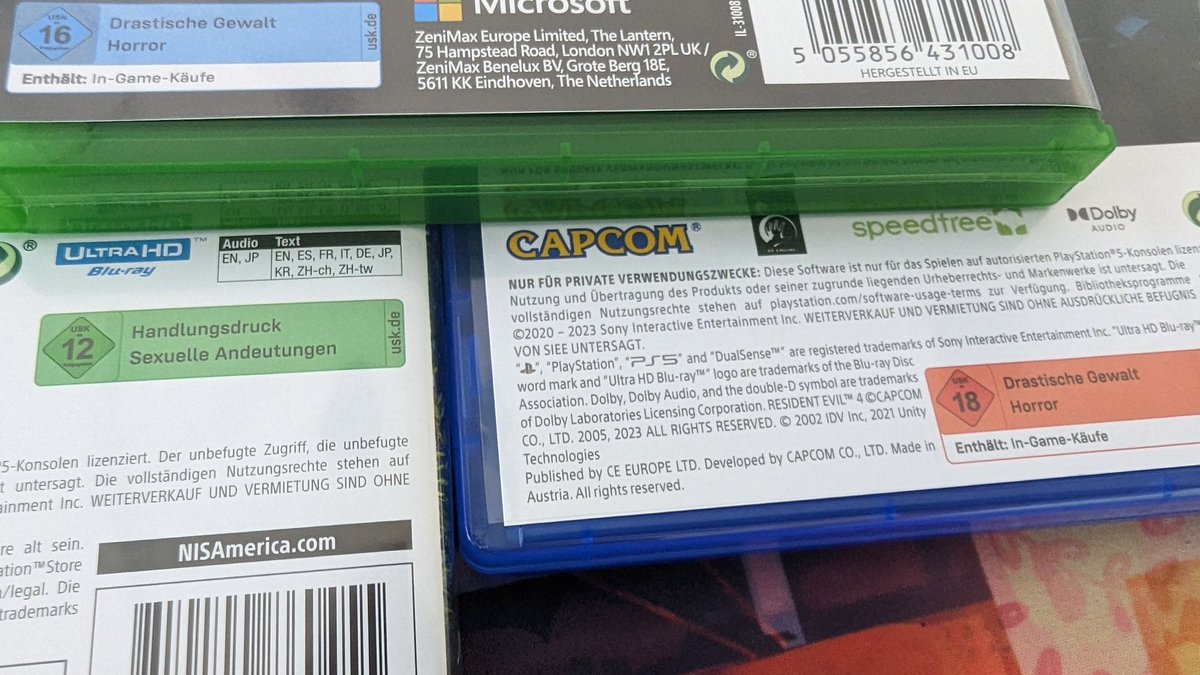 USK
16
Drastische Gewalt
Horror
usk.de
Enthält: In-Game-Käufe
Microsoft
ZeniMax Europe Limited, The Lantern,
75 Hampstead Road, London NW1 2PL UK /
ZeniMax Benelux BV, Grote Berg 18E,
5611 KK Eindhoven, The Netherlands
®
IL-31008
5 055856 431008
HERGESTELLT IN EU
®
ULTRA HD™
Blu-ray
Audio Text
EN, JP EN, ES, FR, IT, DE, JP,
KR, ZH-ch, ZH-tw
USK
12
Handlungsdruck
Sexuelle Andeutungen
usk.de
5-Konsolen lizenziert. Der unbefugte Zugriff, die unbefugte
t untersagt. Die vollständigen Nutzungsrechte stehen auf
ainment Inc. WEITERVERKAUF UND VERMIETUNG SIND OHNE
re alt sein.
ation™Store
/legal. Die
trademarks
NISAmerica.com
CAPCOM®
RE ENGINE
speedtree
Dolby
AUDIO
NUR FÜR PRIVATE VERWENDUNGSZWECKE: Diese Software ist nur für das Spielen auf autorisierten PlayStation®5-Konsolen lizenz
Nutzung und Übertragung des Produkts oder seiner zugrunde liegenden Urheberrechts- und Markenwerke ist untersagt. Die
vollständigen Nutzungsrechte stehen auf playstation.com/software-usage-terms zur Verfügung. Bibliotheksprogramme
©2020 – 2023 Sony Interactive Entertainment Inc. WEITERVERKAUF UND VERMIETUNG SIND OHNE AUSDRÜCKLICHE BEFUGNIS
VON SIEE UNTERSAGT.
" ", "PlayStation", "PS5" and "DualSense™" are registered trademarks of Sony Interactive Entertainment Inc. "Ultra HD Blu-ray™"
word mark and "Ultra HD Blu-ray™" logo are trademarks of the Blu-ray Disc
Association. Dolby, Dolby Audio, and the double-D symbol are trademarks
of Dolby Laboratories Licensing Corporation. RESIDENT EVIL™ 4 ©CAPCOM
CO., LTD. 2005, 2023 ALL RIGHTS RESERVED. © 2002 IDV Inc, 2021 Unity
Technologies
Published by CE EUROPE LTD. Developed by CAPCOM CO., LTD. Made in
Austria. All rights reserved.
USK
18
Drastische Gewalt
Horror
Enthält: In-Game-Käufe